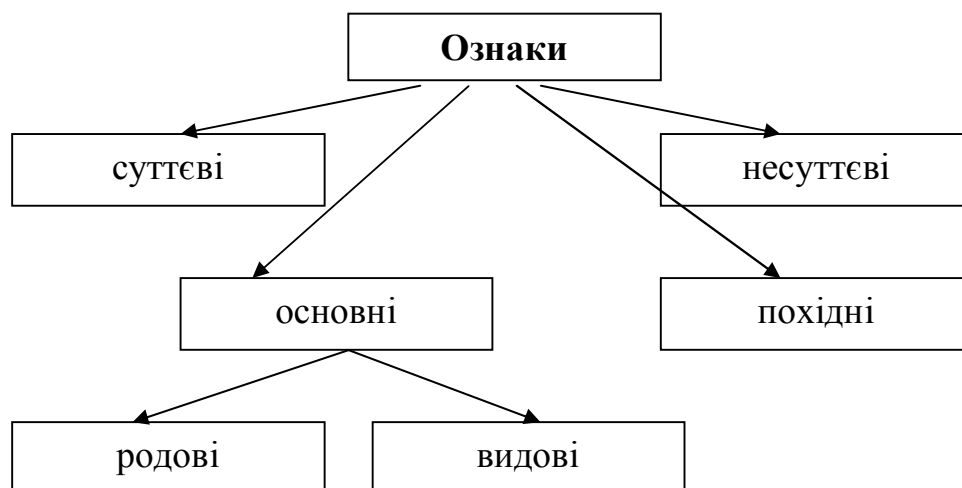 Ознаки
суттєві
несуттєві
основні
похідні
родові
видові